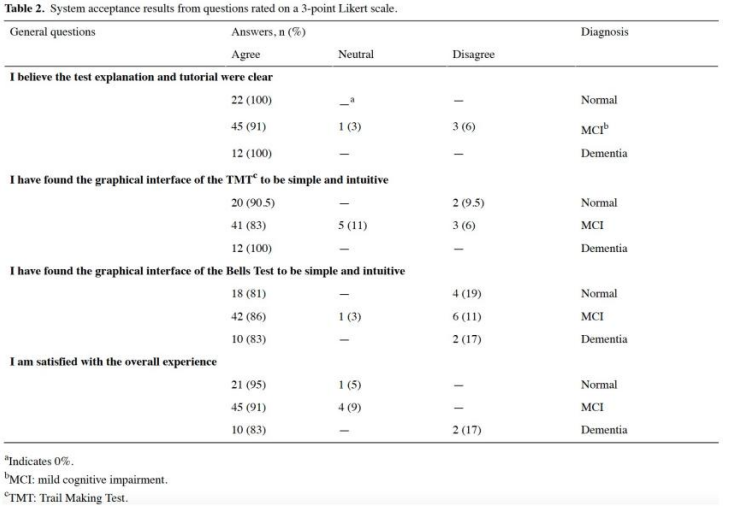 Table 2. System acceptance results from questions rated on a 3-point Likert scale.
General questions Answers, n (%) Diagnosis
Agree Neutral Disagree
I believe the test explanation and tutorial were clear
22 (100) —a — Normal
45 (91) 1 (3) 3 (6) MCIb
12 (100) — — Dementia
I have found the graphical interface of the TMTc to be simple and intuitive
20 (90.5) — 2 (9.5) Normal
41 (83) 5 (11) 3 (6) MCI
12 (100) — — Dementia
I have found the graphical interface of the Bells Test to be simple and intuitive
18 (81) — 4 (19) Normal
42 (86) 1 (3) 6 (11) MCI
10 (83) — 2 (17) Dementia
I am satisfied with the overall experience
21 (95) 1 (5) — Normal
45 (91) 4 (9) — MCI
10 (83) — 2 (17) Dementia
aIndicates 0%.
bMCI: mild cognitive impairment.
cTMT: Trail Making Test.